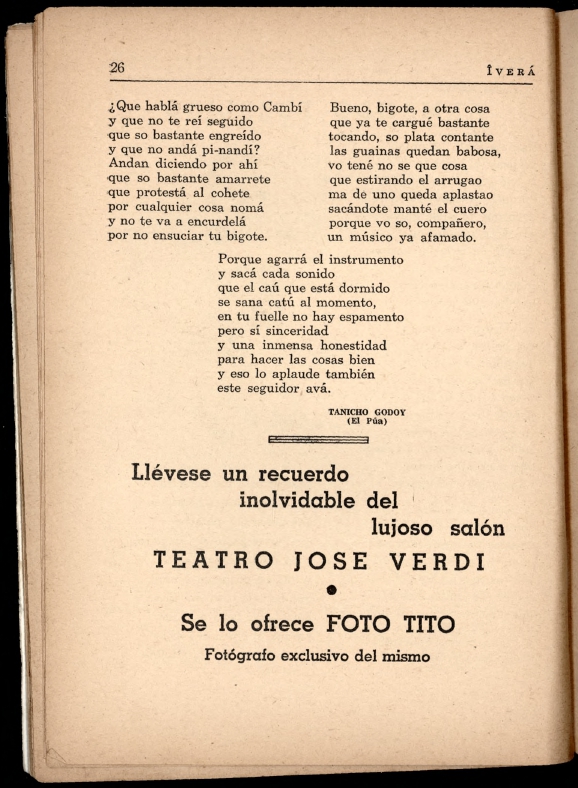 26
Îverá
¿Que hablá grueso como Cambí
y que no te reí seguido
que so bastante engreído
y que no andá pi-nandí?
Andan diciendo por ahí
que so bastante amarrete
que protestá al cohete
por cualquier cosa nomá
y no te va a encurdelá
por no ensuciar tu bigote.
Bueno, bigote, a otra cosa
que ya te cargué bastante
tocando, so plata contante
las guainas quedan babosa,
vo tené no se que cosa
que estirando el arrugao
ma de uno queda aplastao
sacándote manté el cuero
porque vo so, compañero,
un músico ya afamado.
Porque agarrá el instrumento
y sacá cada sonido
que el caú que está dormido
se sana catú al momento,
en tu fuelle no hay espamento
pero sí sinceridad
y una inmensa honestidad
para hacer las cosas bien
y eso lo aplaude también
este seguidor avá.
TANICHO GODOY
(El Púa)
Llévese un recuerdo
inolvidable del
lujoso salón
TEATRO JOSE VERDI
Se lo ofrece FOTO TITO
Fotógrafo exclusivo del mismo